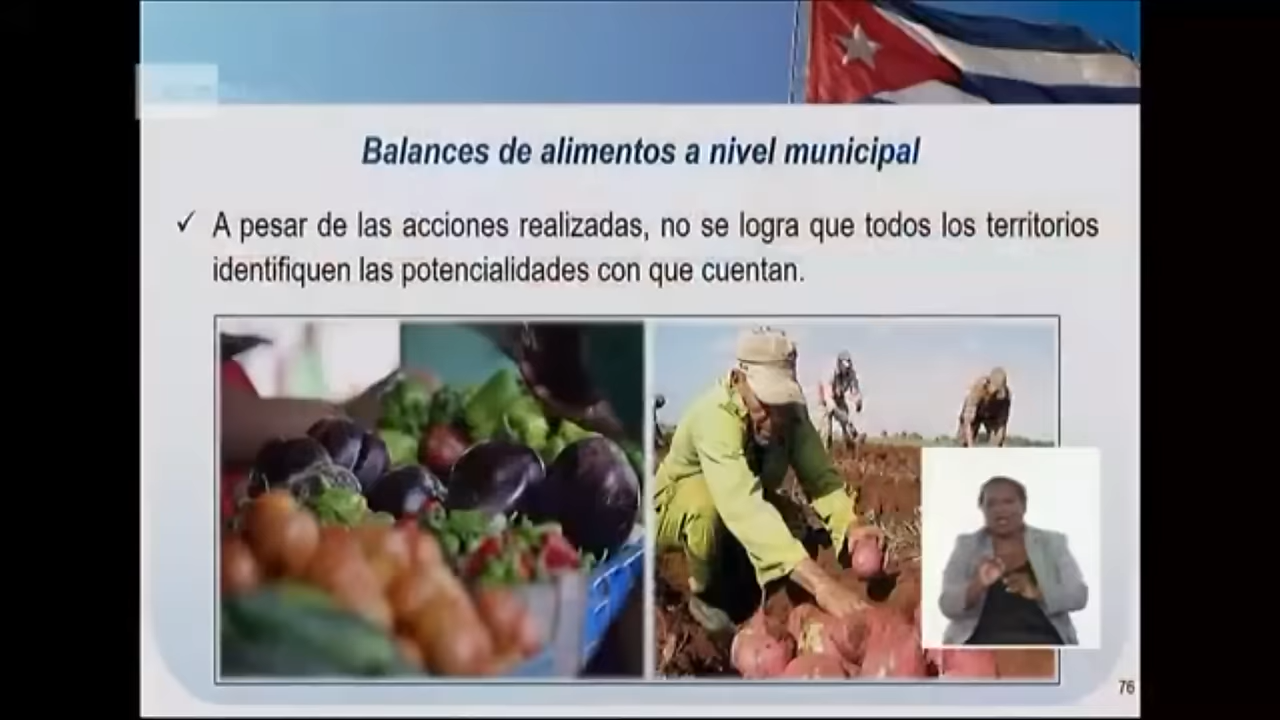 Balances de alimentos a nivel municipal
✓ A pesar de las acciones realizadas, no se logra que todos los territorios
identifiquen las potencialidades con que cuentan.
76